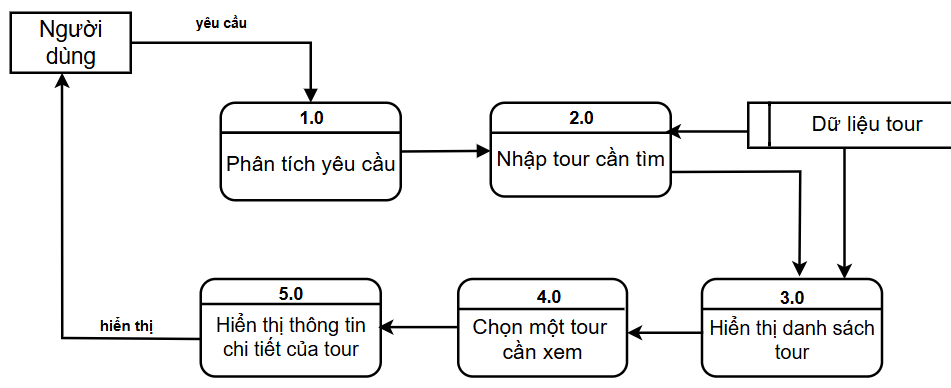 Người
dùng
yêu cầu
1.0
Phân tích yêu cầu
2.0
Nhập tour cần tìm
Dữ liệu tour
3.0
Hiển thị danh sách
tour
4.0
Chọn một tour
cần xem
5.0
Hiển thị thông tin
chi tiết của tour
hiển thị